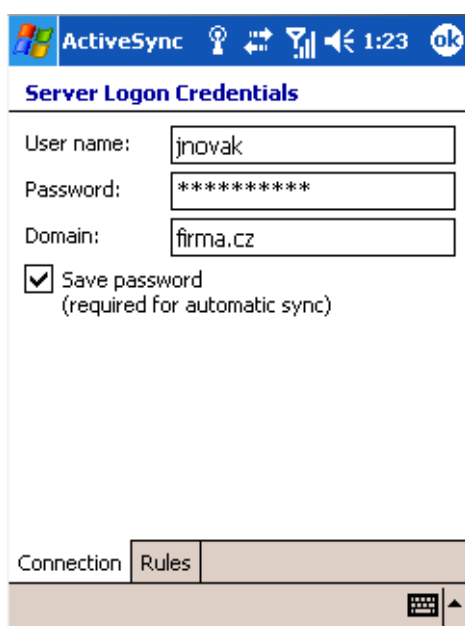 ActiveSync 1:23 ok
Server Logon Credentials
User name: jnovak
Password: **********
Domain: firma.cz
Save password
(required for automatic sync)
Connection Rules